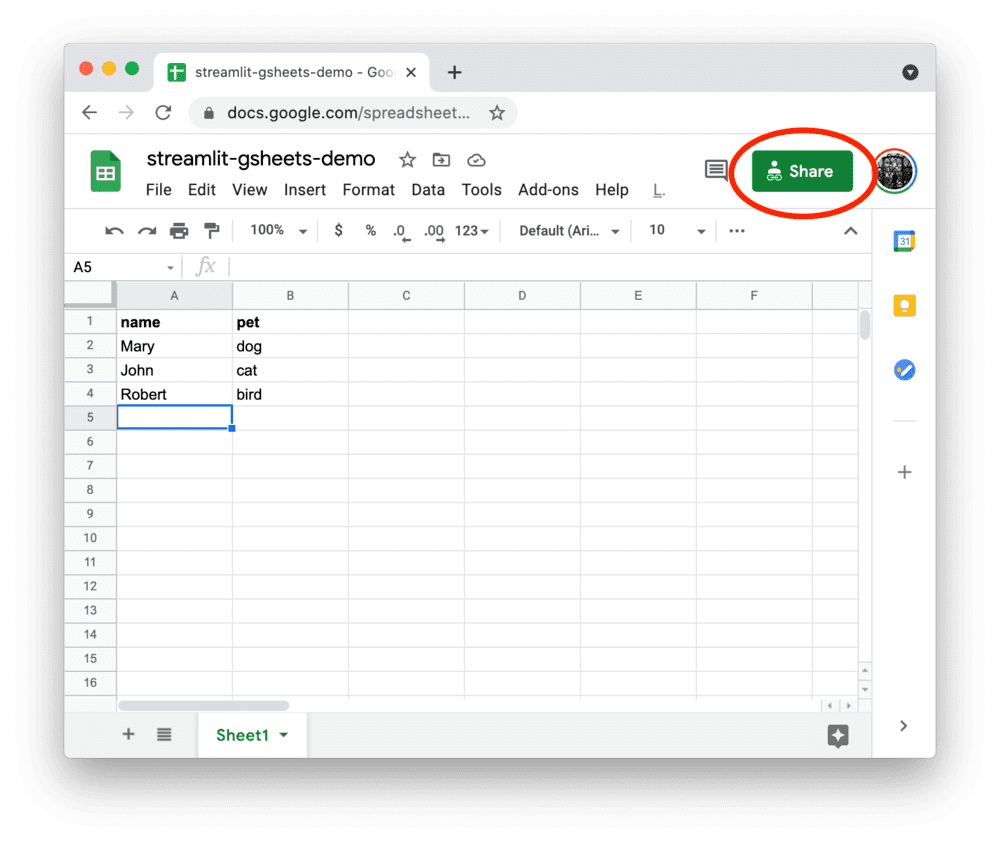 streamlit-gsheets-demo - Goo
docs.google.com/spreadsheet...
streamlit-gsheets-demo
Share
File Edit View Insert Format Data Tools Add-ons Help L.
100% $ % .0 .00 123 Default (Ari... 10
31
A5 fx
A B C D E F
1 name pet
2 Mary dog
3 John cat
4 Robert bird
5
6
7
8
9
10
11
12
13
14
15
16
Sheet1